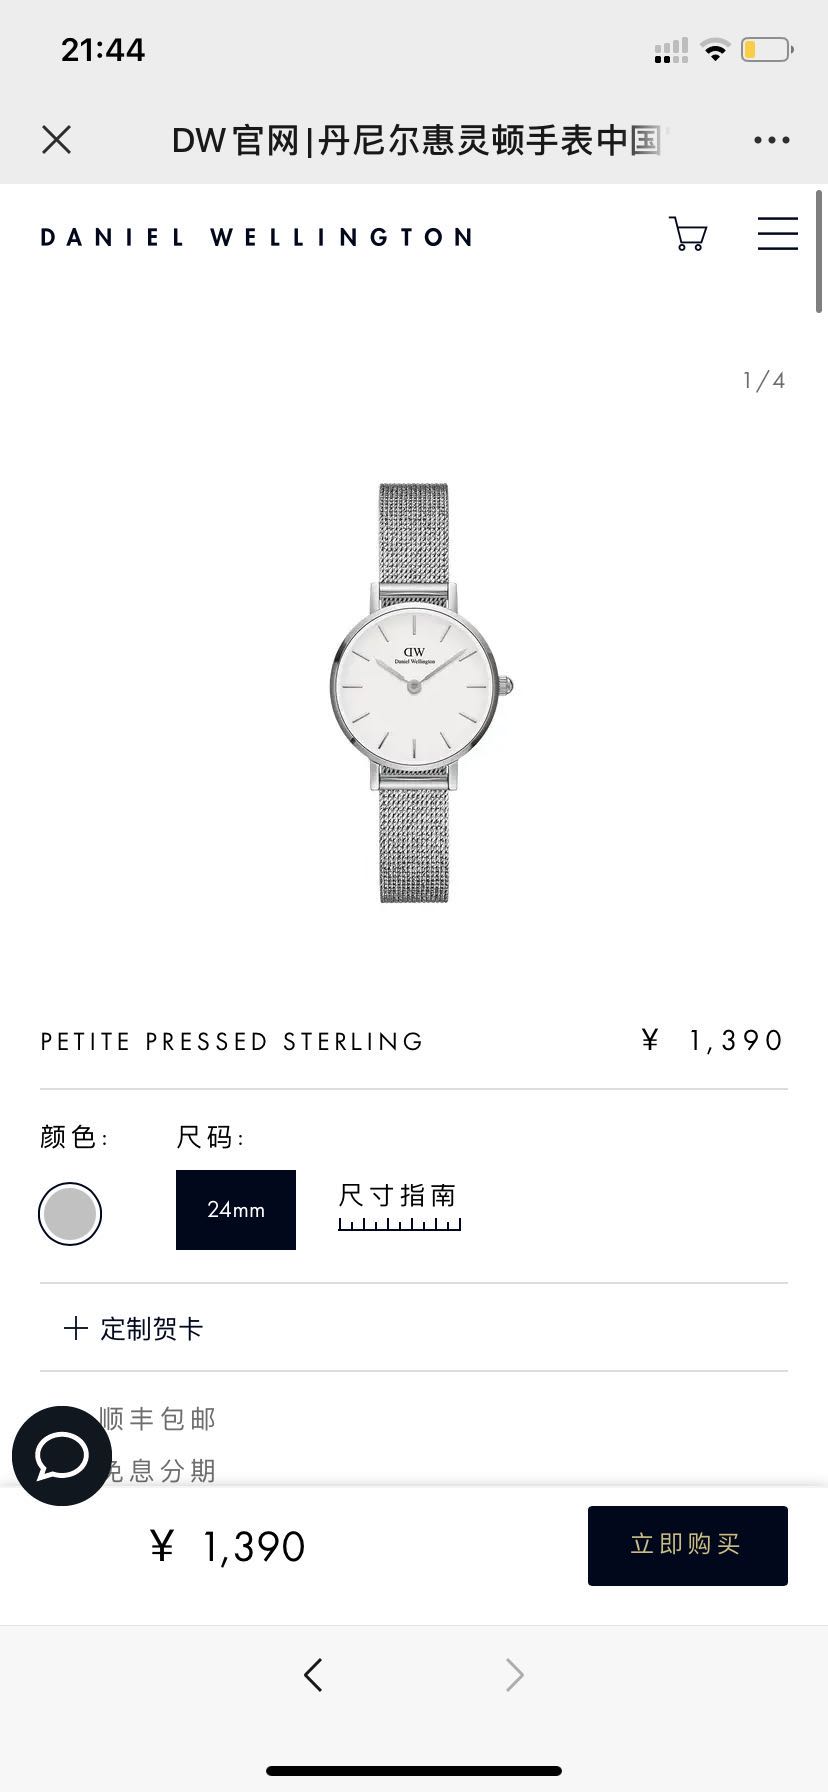 21:44
DW官网|丹尼尔惠灵顿手表中国
DANIEL WELLINGTON
1/4
DW
Daniel Wellington
PETITE PRESSED STERLING
¥ 1,390
颜色:
尺码:
24mm
尺寸指南
定制贺卡
顺丰包邮
免息分期
¥ 1,390
立即购买